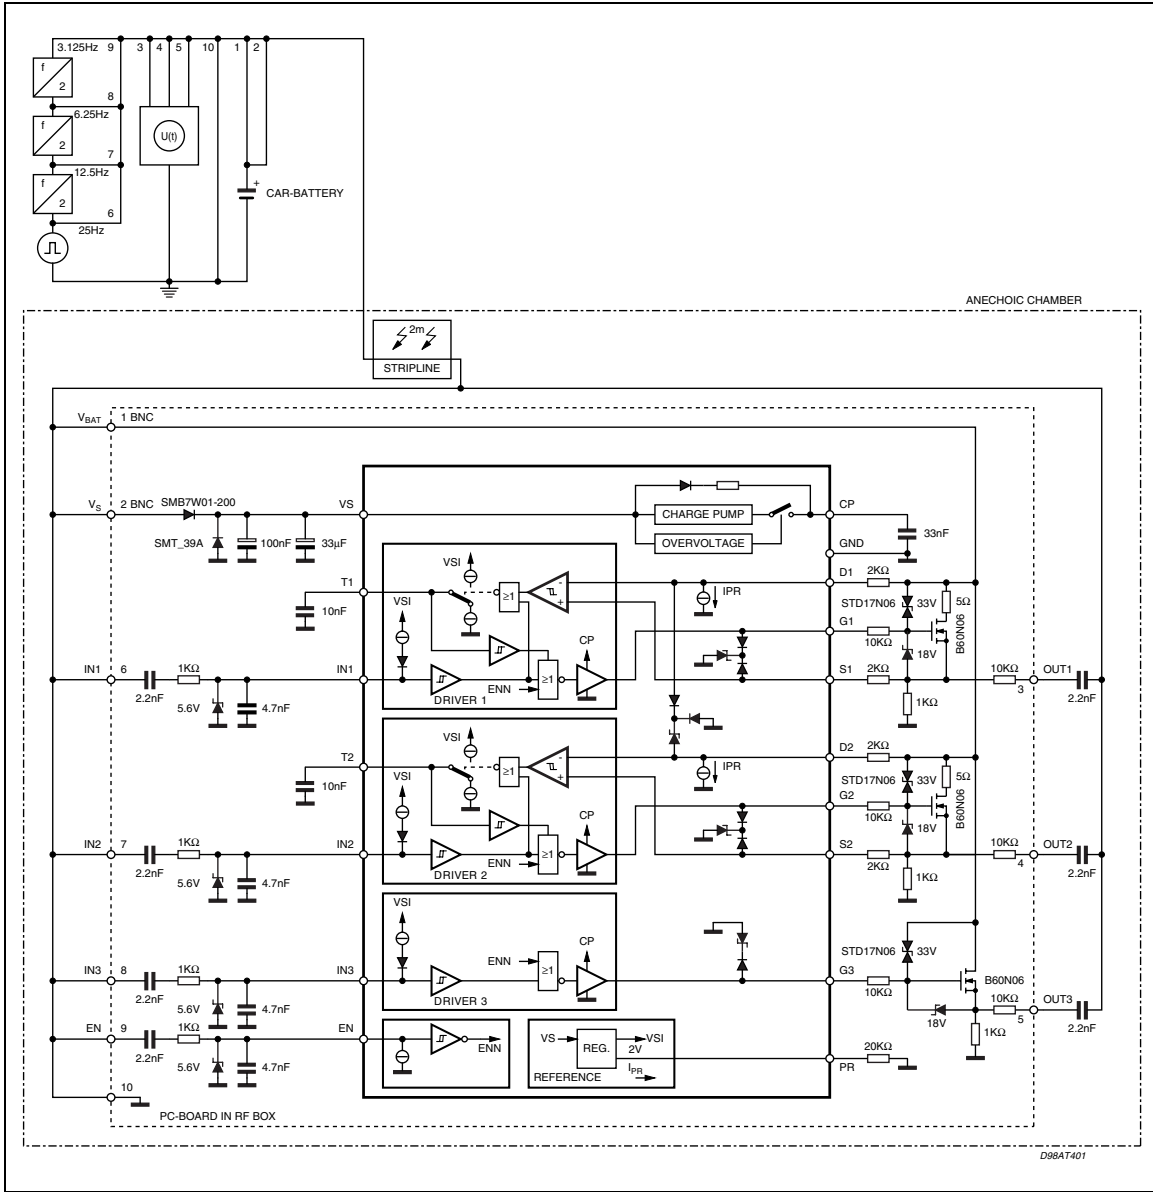 3.125Hz 9 3 4 5 10 1 2
f
2
8
6.25Hz
f
2
U(t)
7
12.5Hz
f
2
+
CAR-BATTERY
6
25Hz
ANECHOIC CHAMBER
2m
STRIPLINE
VBAT 1 BNC
VS 2 BNC SMB7W01-200 VS
CHARGE PUMP
CP
SMT_39A 100nF 33μF
OVERVOLTAGE
33nF
GND
VSI
T1
10nF
VSI
≥1
-
+
IPR
D1 2KΩ
STD17N06 33V 5Ω
B60N06
G1
10KΩ
18V
CP
IN1 6 1KΩ IN1
2.2nF
5.6V 4.7nF
ENN
≥1
DRIVER 1
S1 2KΩ
10KΩ OUT1
3
2.2nF
1KΩ
VSI
T2
10nF
VSI
≥1
-
+
IPR
D2 2KΩ
STD17N06 33V 5Ω
B60N06
G2
10KΩ
18V
CP
IN2 7 1KΩ IN2
2.2nF
5.6V 4.7nF
ENN
≥1
DRIVER 2
S2 2KΩ
10KΩ OUT2
4
2.2nF
1KΩ
VSI
CP
ENN
≥1
STD17N06 33V
IN3 8 1KΩ IN3
2.2nF
5.6V 4.7nF
DRIVER 3
G3
10KΩ
B60N06
18V
10KΩ OUT3
5
2.2nF
1KΩ
EN 9 1KΩ EN
2.2nF
5.6V 4.7nF
ENN
VS REG. VSI
2V
REFERENCE IPR
20KΩ
PR
10
PC-BOARD IN RF BOX
D98AT401